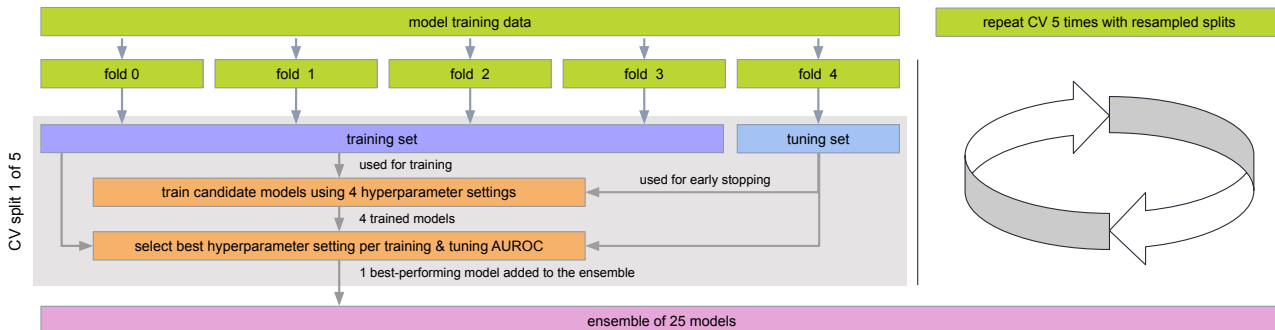 model training data
repeat CV 5 times with resampled splits
fold 0
fold 1
fold 2
fold 3
fold 4
CV split 1 of 5
training set
tuning set
used for training
used for early stopping
train candidate models using 4 hyperparameter settings
4 trained models
select best hyperparameter setting per training & tuning AUROC
1 best-performing model added to the ensemble
ensemble of 25 models